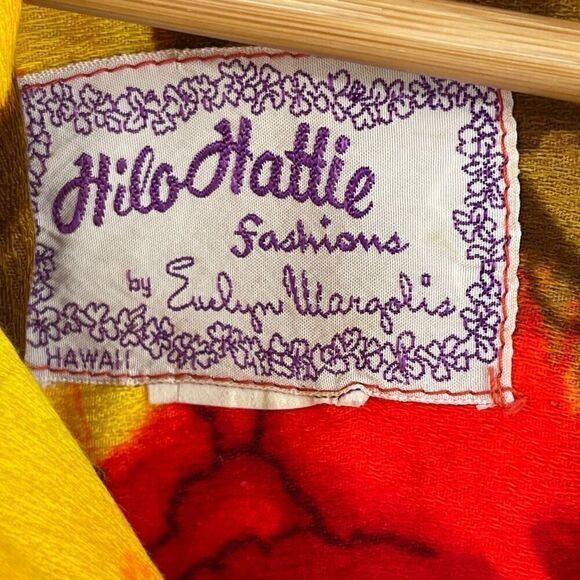 Hilo Hattie
Fashions
by Evelyn Margolis
HAWAII